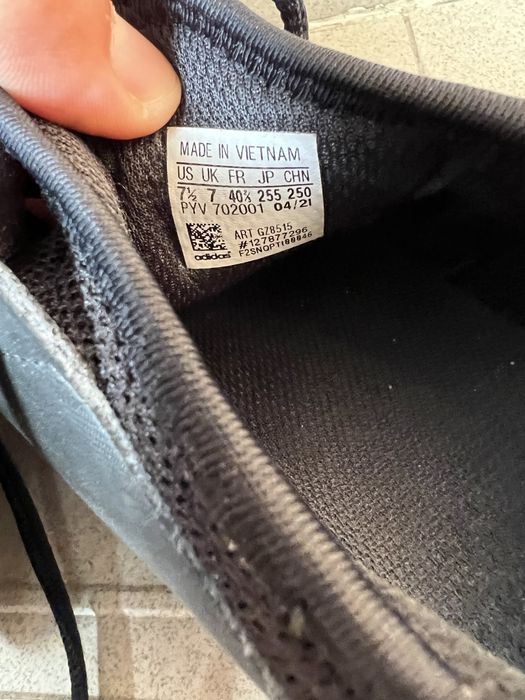 MADE IN VIETNAM
US UK FR JP CHN
7½ 7 40⅔ 255 250
PYV 702001 04/21
ART GZ8515
#127877296
adidas F2SNQPT188846